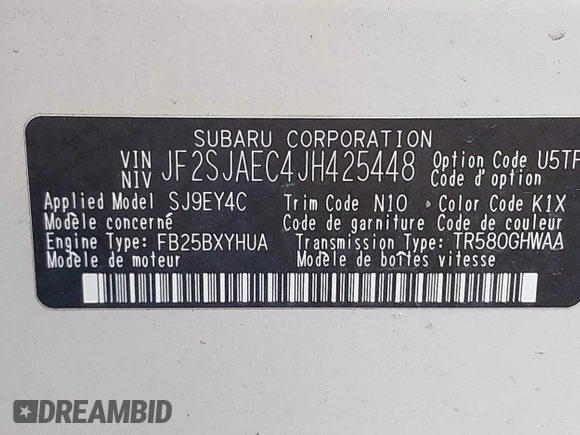 SUBARU CORPORATION
VIN NIV JF2SJAEC4JH425448 Option Code U5TF
Applied Model SJ9EY4C Trim Code N10 Color Code K1X
Modèle concerné Code de garniture Code de couleur
Engine Type: FB25BXYHUA Transmission Type: TR580GHWAA
Modèle de moteur Modèle de boîtes vitesse
DREAMBID